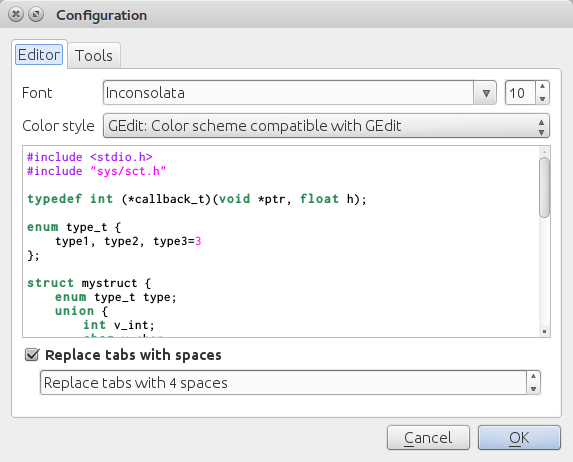 Configuration
Editor Tools
Font Inconsolata 10
Color style GEdit: Color scheme compatible with GEdit
#include <stdio.h>
#include "sys/sct.h"
typedef int (*callback_t)(void *ptr, float h);
enum type_t {
    type1, type2, type3=3
};
struct mystruct {
    enum type_t type;
    union {
        int v_int;
Replace tabs with spaces
Replace tabs with 4 spaces
Cancel OK